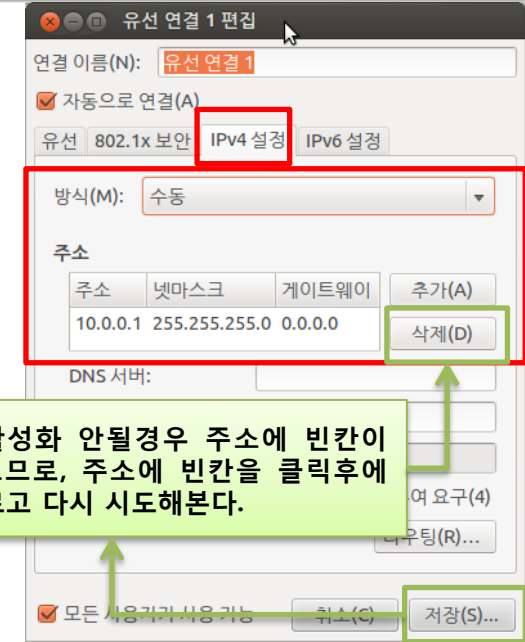 유선 연결 1 편집
연결 이름(N): 유선 연결 1
자동으로 연결(A)
유선 802.1x 보안 IPv4 설정 IPv6 설정
방식(M): 수동
주소
주소 넷마스크 게이트웨이 추가(A)
10.0.0.1 255.255.255.0 0.0.0.0 삭제(D)
DNS 서버:
활성화 안될경우 주소에 빈칸이
므로, 주소에 빈칸을 클릭후에
고 다시 시도해본다.
요구(4)
라우팅(R)...
모든 사용자가 사용 가능 취소(C) 저장(S)...